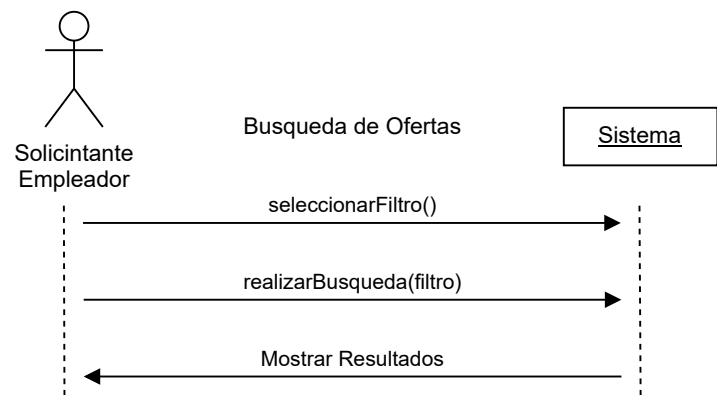 Busqueda de Ofertas
Sistema
Solicintante
Empleador
seleccionarFiltro()
realizarBusqueda(filtro)
Mostrar Resultados